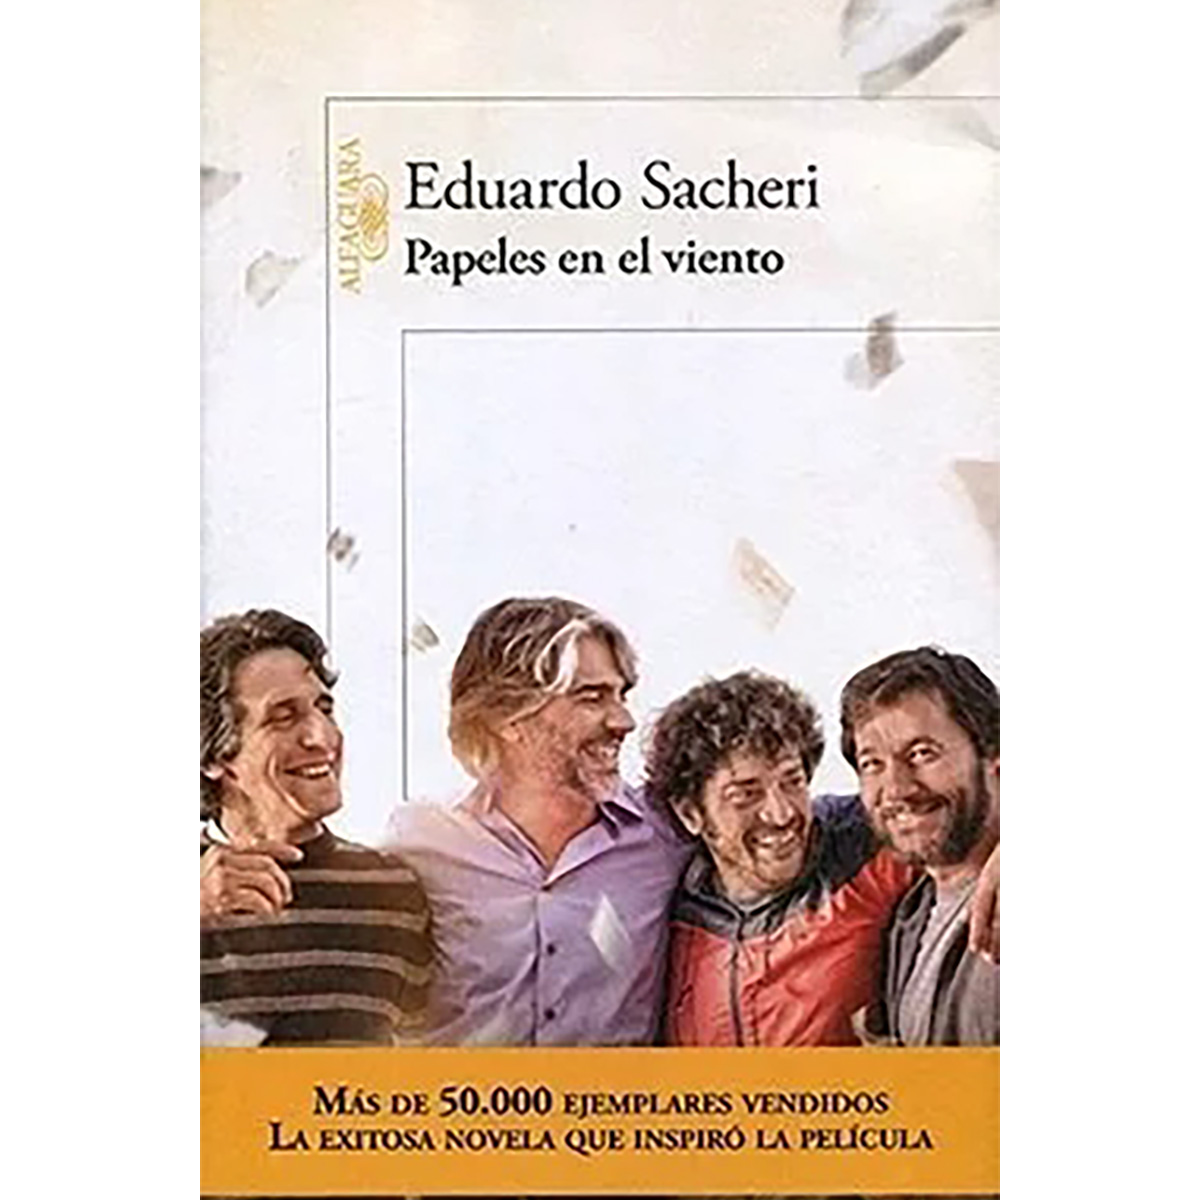 ALFAGUARA
Eduardo Sacheri
Papeles en el viento
MÁS DE 50.000 EJEMPLARES VENDIDOS
LA EXITOSA NOVELA QUE INSPIRÓ LA PELÍCULA